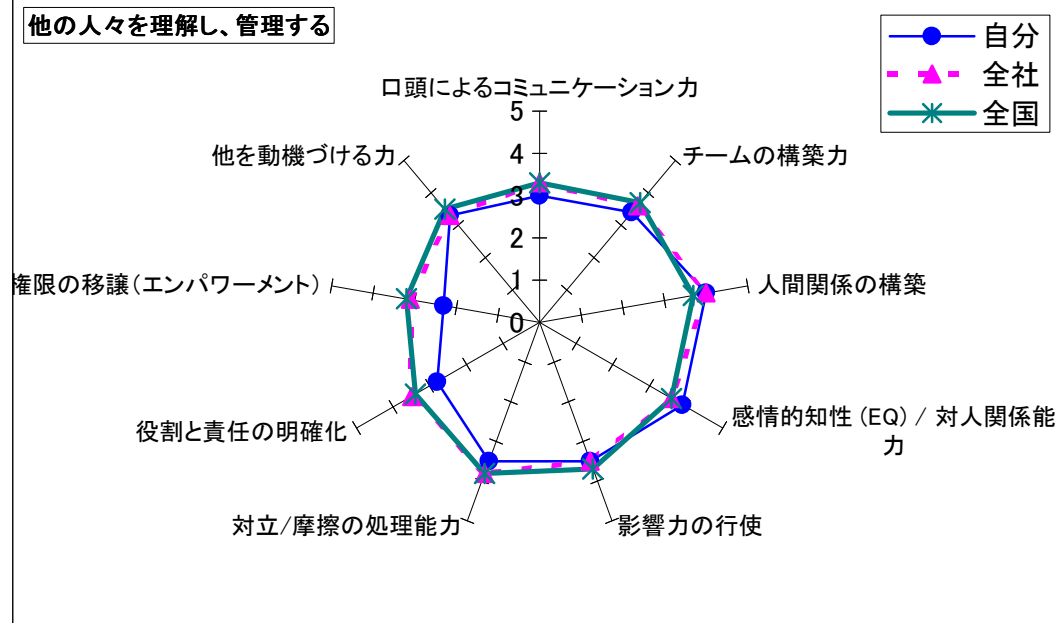 他の人々を理解し、管理する
自分
全社
全国
口頭によるコミュニケーション力
チームの構築力
人間関係の構築
感情的知性(EQ) / 対人関係能
力
影響力の行使
対立/摩擦の処理能力
役割と責任の明確化
権限の移譲(エンパワーメント)
他を動機づける力
5
4
3
2
1
0